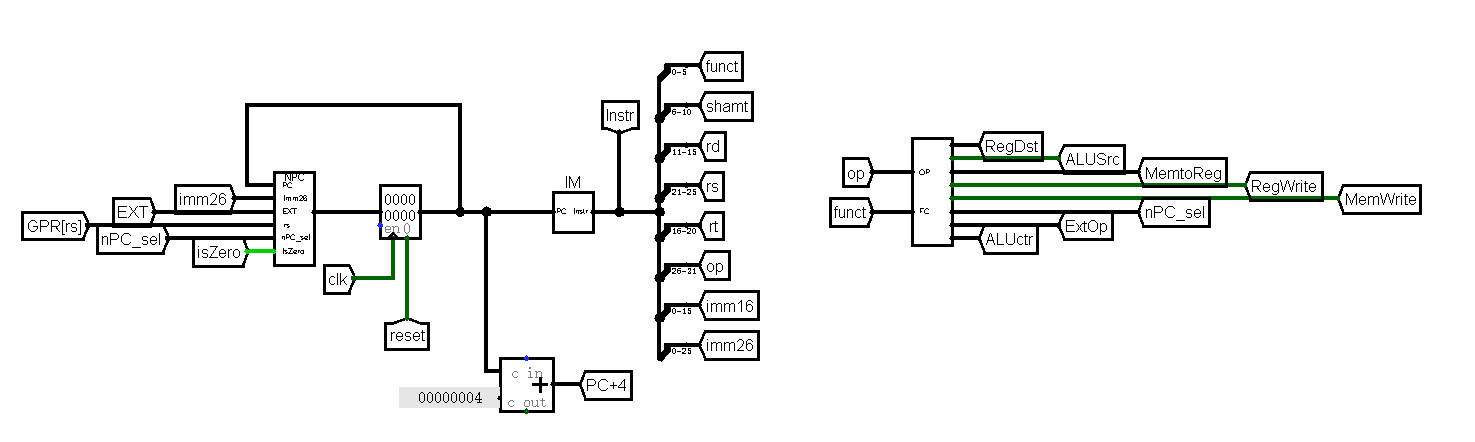 GPR[rs]
EXT
imm26
nPC_sel
isZero
NPC
PC
Imm26
EXT
rs
nPC_sel
IsZero
0000
0000
en 0
clk
reset
c in
+
c out
00000004
PC+4
IM
PC Instr
Instr
0-5 funct
6-10 shamt
11-15 rd
21-25 rs
16-20 rt
26-21 op
0-15 imm16
0-25 imm26
op
funct
OP
FC
RegDst
ALUSrc
MemtoReg
RegWrite
MemWrite
nPC_sel
ExtOp
ALUctr